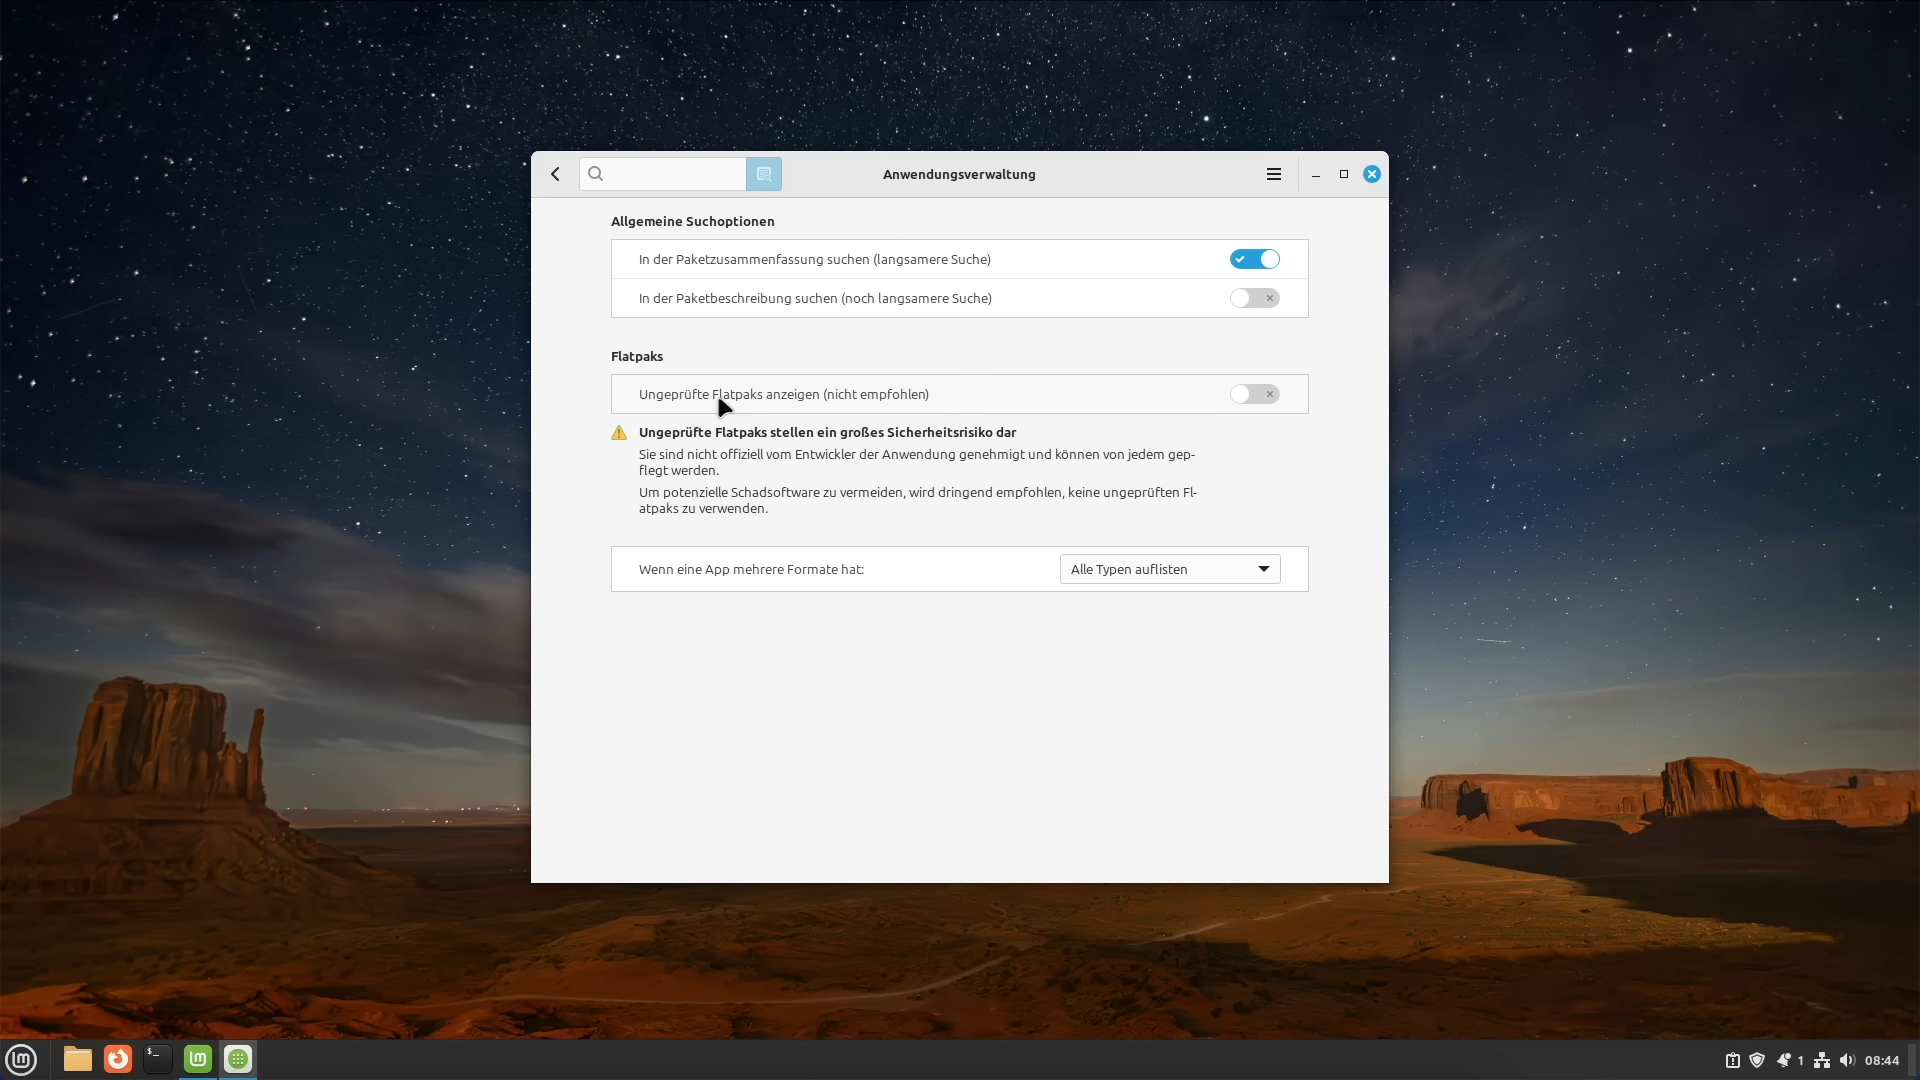 Anwendungsverwaltung
Allgemeine Suchoptionen
In der Paketzusammenfassung suchen (langsamere Suche)
In der Paketbeschreibung suchen (noch langsamere Suche)
Flatpaks
Ungeprüfte Flatpaks anzeigen (nicht empfohlen)
Ungeprüfte Flatpaks stellen ein großes Sicherheitsrisiko dar
Sie sind nicht offiziell vom Entwickler der Anwendung genehmigt und können von jedem gep-
flegt werden.
Um potenzielle Schadsoftware zu vermeiden, wird dringend empfohlen, keine ungeprüften Fl-
atpaks zu verwenden.
Wenn eine App mehrere Formate hat:
Alle Typen auflisten
1
08:44